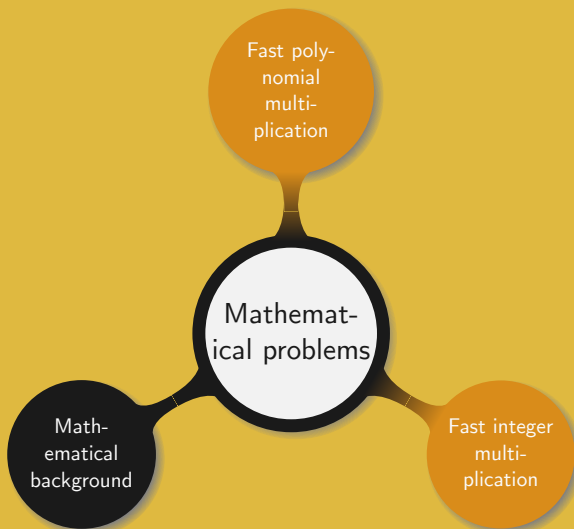 Fast poly-
nomial
multi-
plication
Mathemat-
ical problems
Math-
ematical
background
Fast integer
multi-
plication